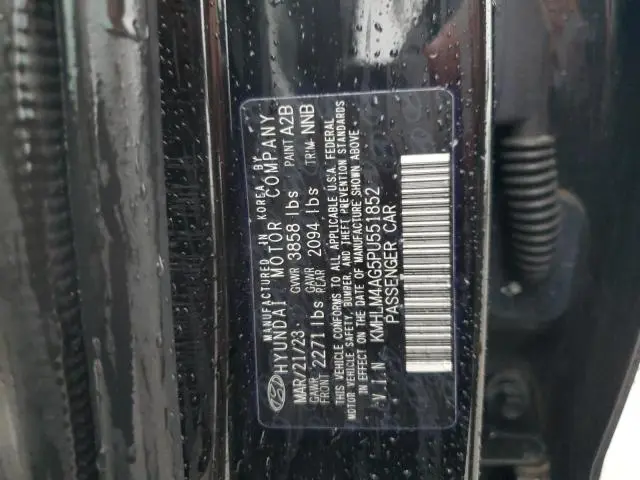 MANUFACTURED IN KOREA BY
HYUNDAI MOTOR COMPANY
MAR/21/23 GVWR 3858 lbs PAINT A2B
GAWR FRONT 2271 lbs GAWR REAR 2094 lbs TRIM NNB
THIS VEHICLE CONFORMS TO ALL APPLICABLE U.S.A. FEDERAL
MOTOR VEHICLE SAFETY, BUMPER, AND THEFT PREVENTION STANDARDS
IN EFFECT ON THE DATE OF MANUFACTURE SHOWN ABOVE.
V.I.N KMHLM4AG5PU551852
PASSENGER CAR